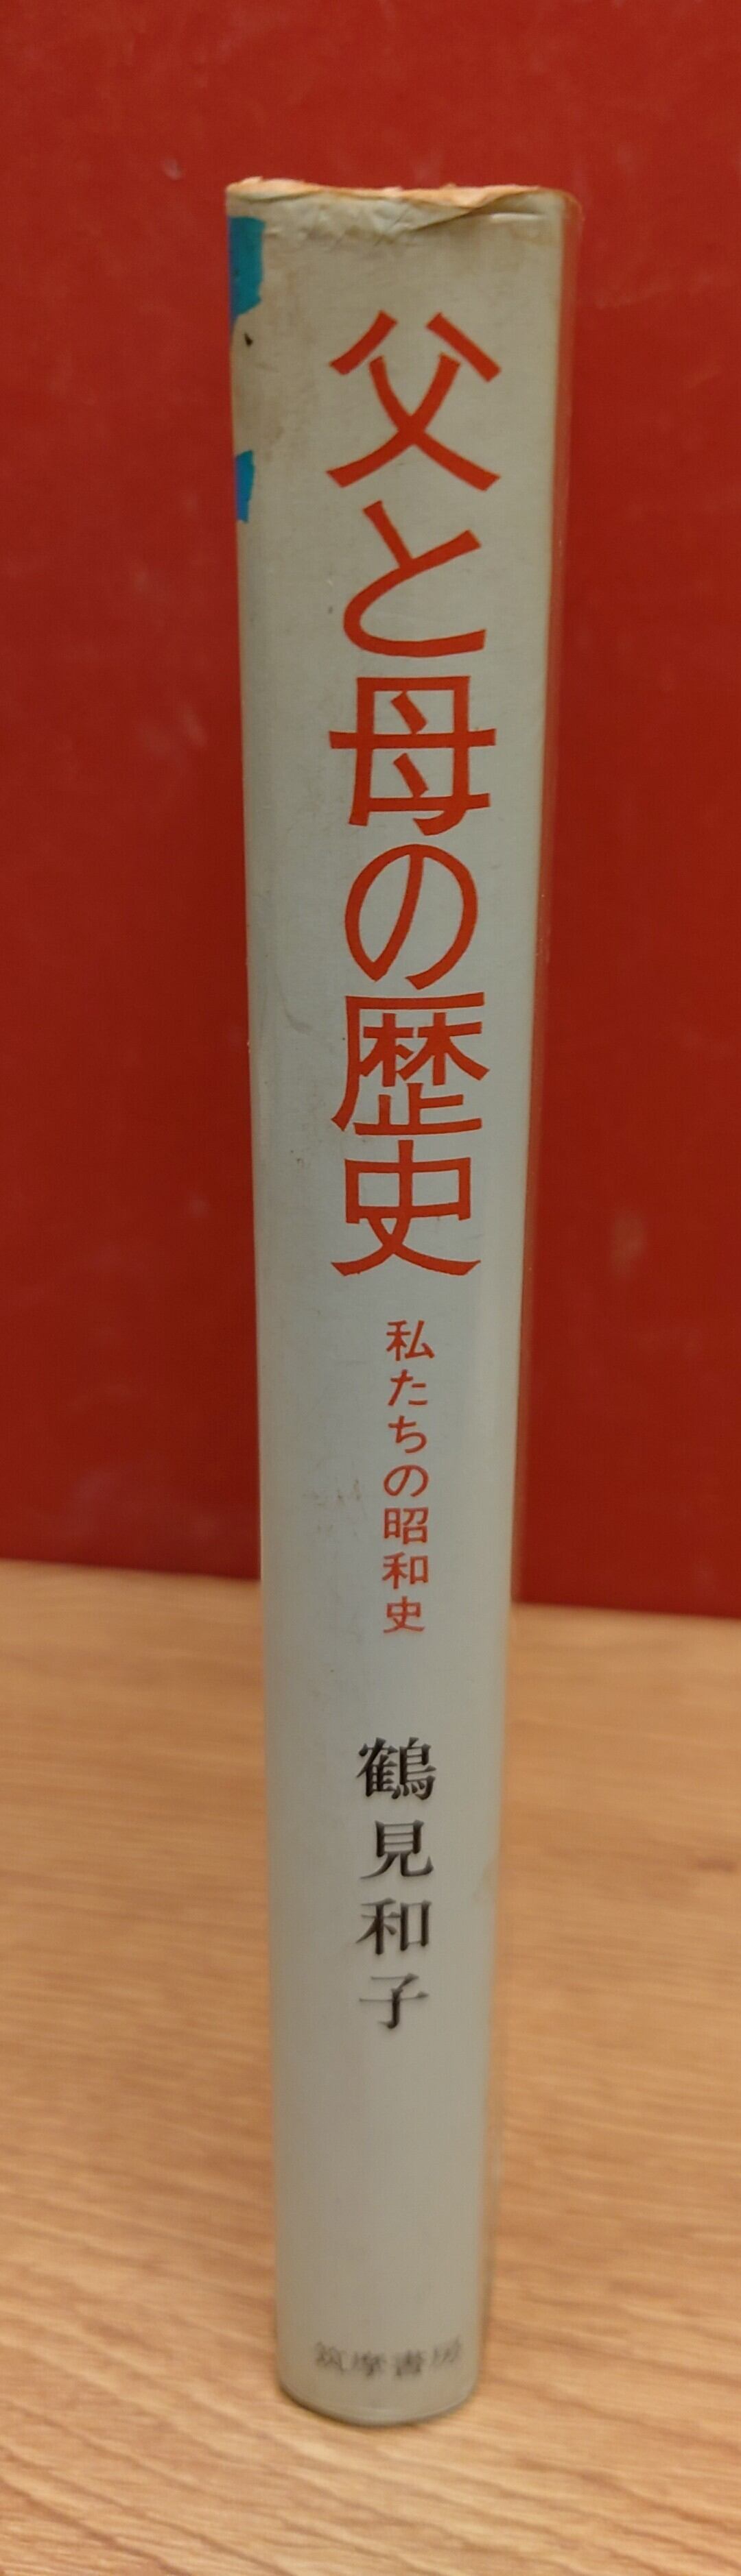 父と母の歴史
私たちの昭和史
鶴見和子
筑摩書房